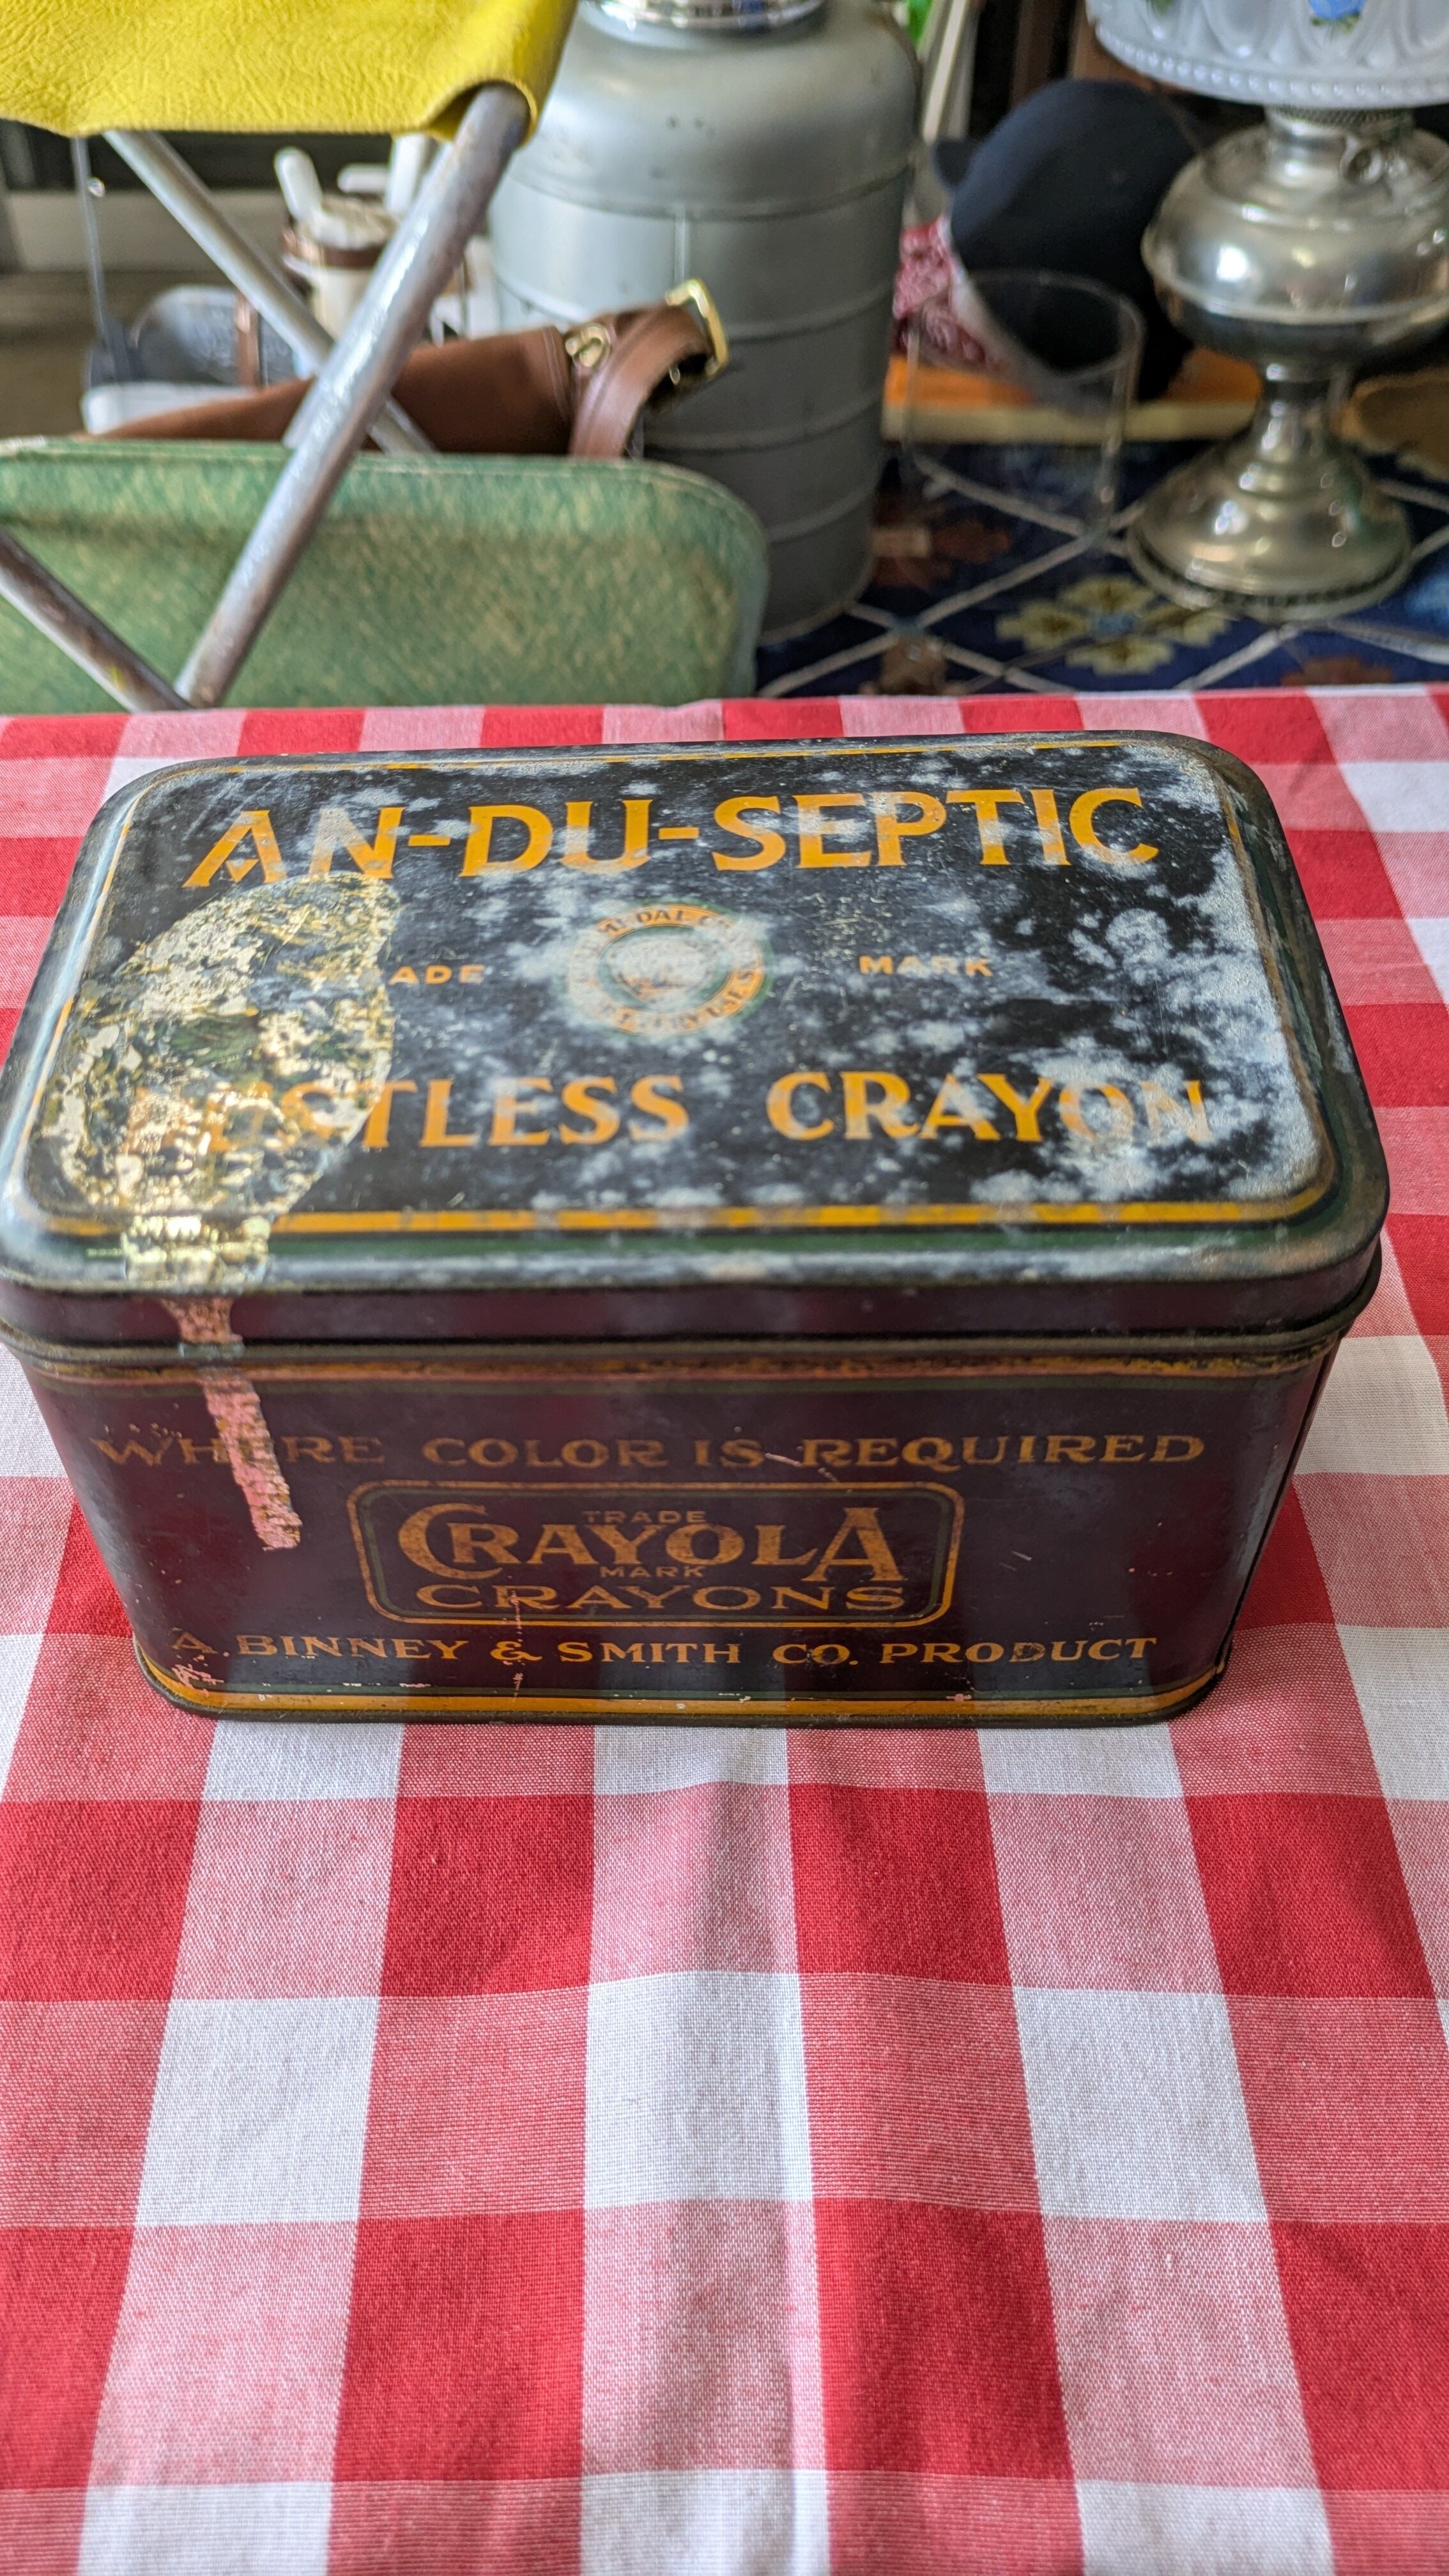 AN-DU-SEPTIC
MARK
CRAYON
WHERE COLOR IS REQUIRED
TRADE
CRAYOLA
MARK
CRAYONS
A. BINNEY & SMITH CO. PRODUCT